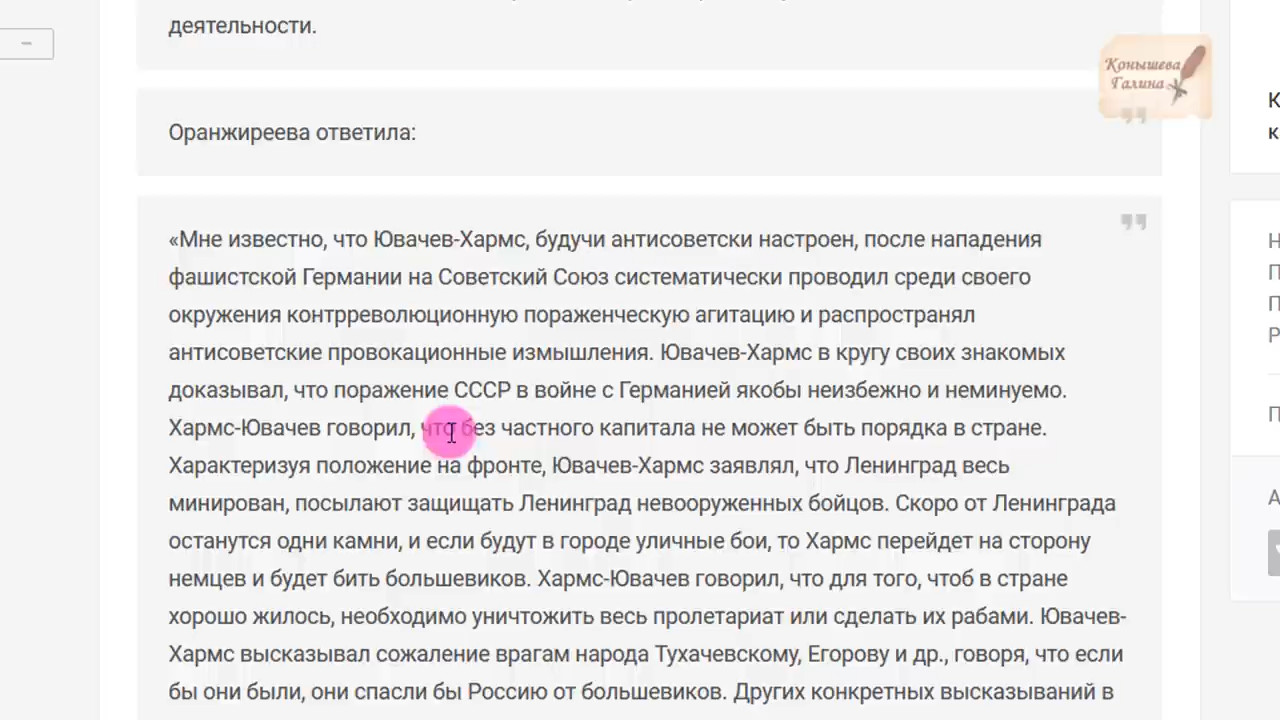 деятельности.
Конышева
Галина
Оранжиреева ответила:
«Мне известно, что Ювачев-Хармс, будучи антисоветски настроен, после нападения
фашистской Германии на Советский Союз систематически проводил среди своего
окружения контрреволюционную пораженческую агитацию и распространял
антисоветские провокационные измышления. Ювачев-Хармс в кругу своих знакомых
доказывал, что поражение СССР в войне с Германией якобы неизбежно и неминуемо.
Хармс-Ювачев говорил, что без частного капитала не может быть порядка в стране.
Характеризуя положение на фронте, Ювачев-Хармс заявлял, что Ленинград весь
минирован, посылают защищать Ленинград невооруженных бойцов. Скоро от Ленинграда
останутся одни камни, и если будут в городе уличные бои, то Хармс перейдет на сторону
немцев и будет бить большевиков. Хармс-Ювачев говорил, что для того, чтоб в стране
хорошо жилось, необходимо уничтожить весь пролетариат или сделать их рабами. Ювачев-
Хармс высказывал сожаление врагам народа Тухачевскому, Егорову и др., говоря, что если
бы они были, они спасли бы Россию от большевиков. Других конкретных высказываний в